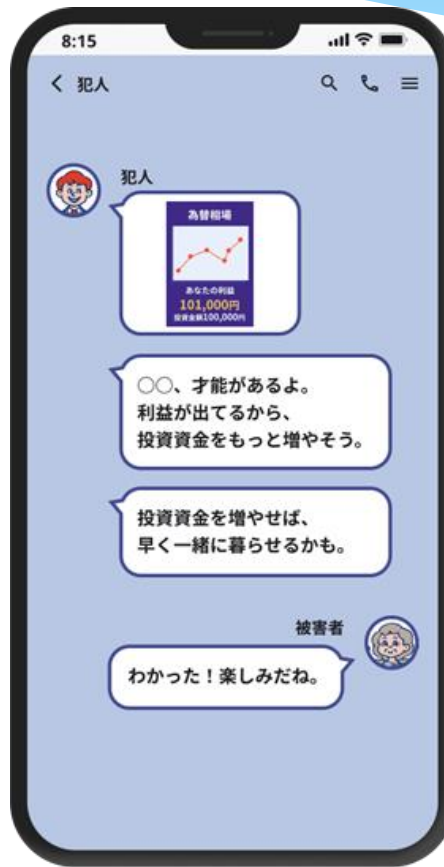 8:15
犯人
犯人
為替相場
あなたの利益
101,000円
投資金額100,000円
○○、才能があるよ。
利益が出てるから、
投資資金をもっと増やそう。
投資資金を増やせば、
早く一緒に暮らせるかも。
被害者
わかった！楽しみだね。